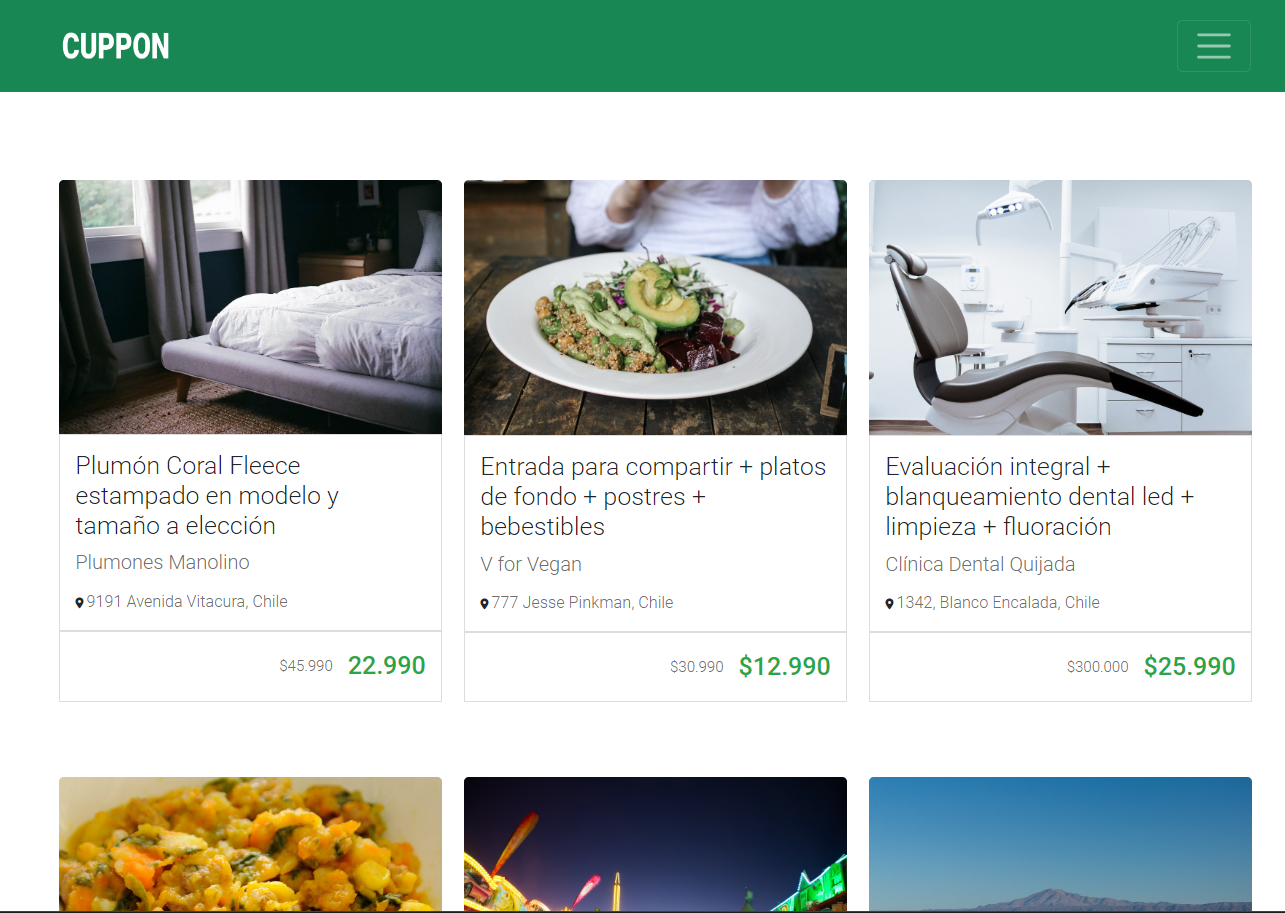 CUPPON
Plumón Coral Fleece
estampado en modelo y
tamaño a elección
Plumones Manolino
9191 Avenida Vitacura, Chile
$45.990 22.990
Entrada para compartir + platos
de fondo + postres +
bebestibles
V for Vegan
777 Jesse Pinkman, Chile
$30.990 $12.990
Evaluación integral +
blanqueamiento dental led +
limpieza + fluoración
Clínica Dental Quijada
1342, Blanco Encalada, Chile
$300.000 $25.990